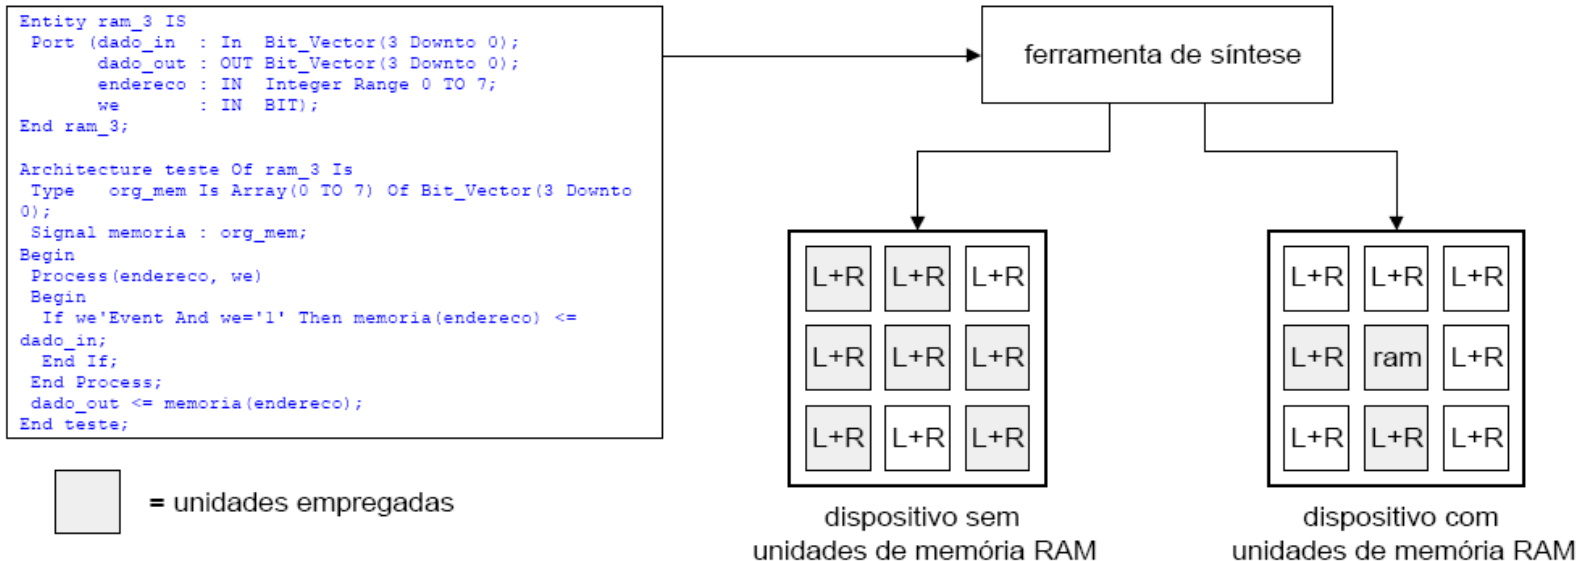 Entity ram_3 IS
Port (dado_in : In Bit_Vector(3 Downto 0);
dado_out : OUT Bit_Vector(3 Downto 0);
endereco : IN Integer Range 0 TO 7;
we : IN BIT);
End ram_3;
Architecture teste Of ram_3 Is
Type org_mem Is Array(0 TO 7) Of Bit_Vector(3 Downto
0);
Signal memoria : org_mem;
Begin
Process(endereco, we)
Begin
If we'Event And we='1' Then memoria(endereco) <=
dado_in;
End If;
End Process;
dado_out <= memoria(endereco);
End teste;
ferramenta de síntese
L+R L+R L+R
L+R L+R L+R
L+R L+R L+R
dispositivo sem
unidades de memória RAM
L+R L+R L+R
L+R ram L+R
L+R L+R L+R
dispositivo com
unidades de memória RAM
= unidades empregadas